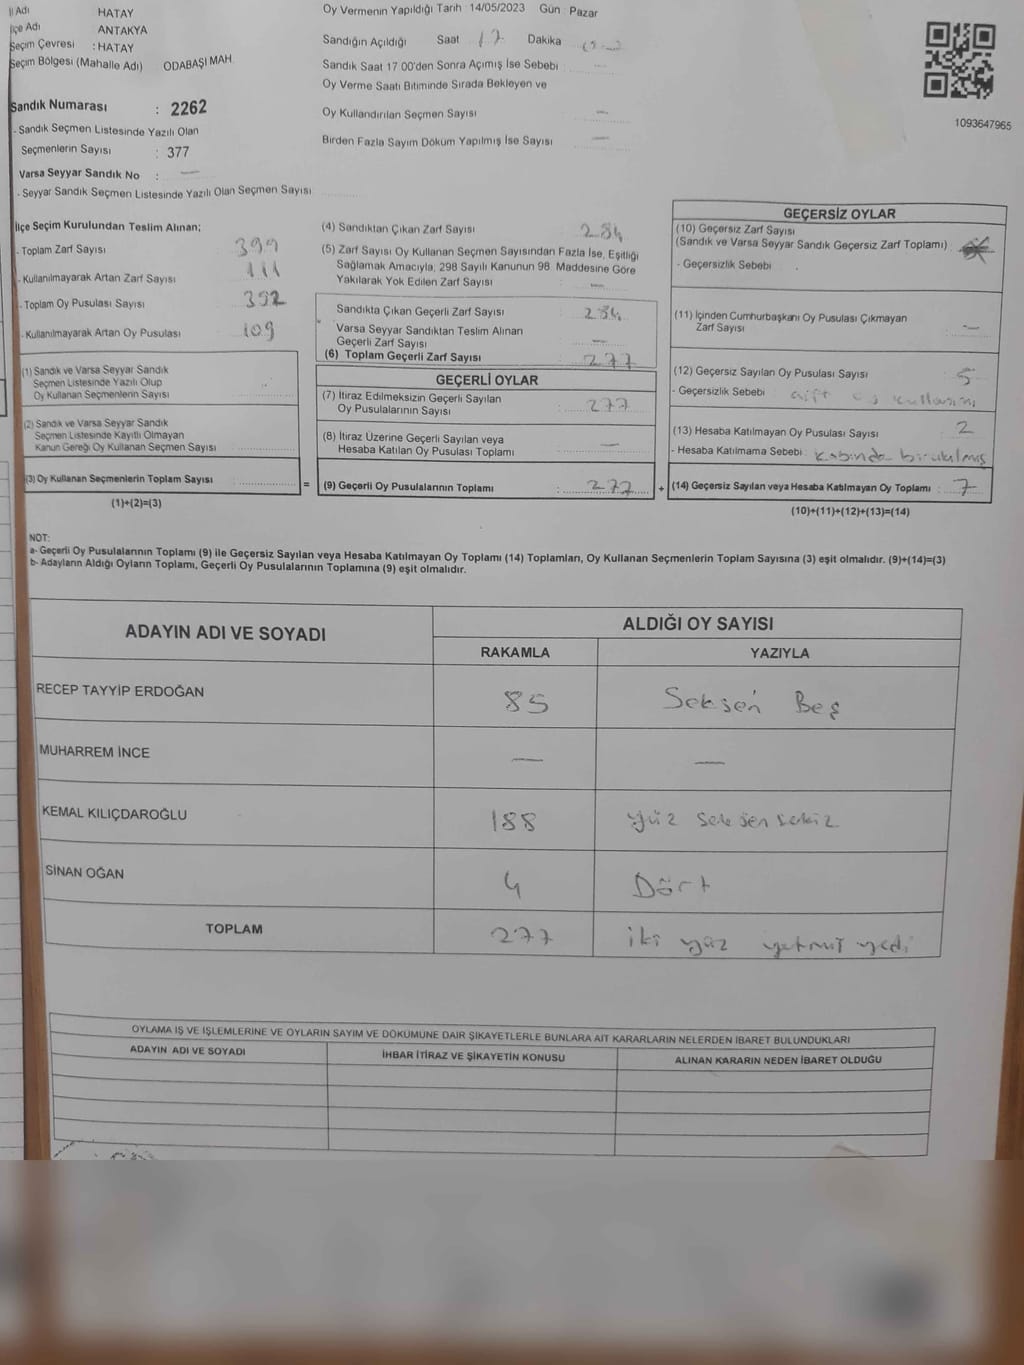 İl Adı HATAY
İlçe Adı ANTAKYA
Seçim Çevresi : HATAY
Seçim Bölgesi (Mahalle Adı) ODABAŞI MAH.
Sandık Numarası : 2262
- Sandık Seçmen Listesinde Yazılı Olan
Seçmenlerin Sayısı : 377
Varsa Seyyar Sandık No : —
- Seyyar Sandık Seçmen Listesinde Yazılı Olan Seçmen Sayısı
Oy Vermenin Yapıldığı Tarih : 14/05/2023 Gün : Pazar
Sandığın Açıldığı Saat 17 Dakika
Sandık Saat 17.00'den Sonra Açımış İse Sebebi
Oy Verme Saati Bitiminde Sırada Bekleyen ve
Oy Kullandırılan Seçmen Sayısı —
Birden Fazla Sayım Döküm Yapılmış İse Sayısı —
1093647965
İlçe Seçim Kurulundan Teslim Alınan;
- Toplam Zarf Sayısı 399
- Kullanılmayarak Artan Zarf Sayısı 111
- Toplam Oy Pusulası Sayısı 392
- Kullanılmayarak Artan Oy Pusulası 109
(1) Sandık ve Varsa Seyyar Sandık
Seçmen Listesinde Yazılı Olup
Oy Kullanan Seçmenlerin Sayısı :
(2) Sandık ve Varsa Seyyar Sandık
Seçmen Listesinde Kayıtlı Olmayan
Kanun Gereği Oy Kullanan Seçmen Sayısı :
(3) Oy Kullanan Seçmenlerin Toplam Sayısı :
(1)+(2)=(3)
=
(4) Sandıktan Çıkan Zarf Sayısı : 284
(5) Zarf Sayısı Oy Kullanan Seçmen Sayısından Fazla İse, Eşitliği
Sağlamak Amacıyla, 298 Sayılı Kanunun 98. Maddesine Göre
Yakılarak Yok Edilen Zarf Sayısı : —
Sandıkta Çıkan Geçerli Zarf Sayısı : 284
Varsa Seyyar Sandıktan Teslim Alınan
Geçerli Zarf Sayısı : —
(6) Toplam Geçerli Zarf Sayısı : 277
GEÇERLİ OYLAR
(7) İtiraz Edilmeksizin Geçerli Sayılan
Oy Pusulalarının Sayısı : 277
(8) İtiraz Üzerine Geçerli Sayılan veya
Hesaba Katılan Oy Pusulası Toplamı : —
(9) Geçerli Oy Pusulalarının Toplamı : 277
+
GEÇERSİZ OYLAR
(10) Geçersiz Zarf Sayısı
(Sandık ve Varsa Seyyar Sandık Geçersiz Zarf Toplamı) :
- Geçersizlik Sebebi :
(11) İçinden Cumhurbaşkanı Oy Pusulası Çıkmayan
Zarf Sayısı : —
(12) Geçersiz Sayılan Oy Pusulası Sayısı : 5
- Geçersizlik Sebebi : çift oy kullanımı
(13) Hesaba Katılmayan Oy Pusulası Sayısı : 2
- Hesaba Katılmama Sebebi : kabinde bırakılmış
(14) Geçersiz Sayılan veya Hesaba Katılmayan Oy Toplamı : 7
(10)+(11)+(12)+(13)=(14)
NOT:
a- Geçerli Oy Pusulalarının Toplamı (9) ile Geçersiz Sayılan veya Hesaba Katılmayan Oy Toplamı (14) Toplamları, Oy Kullanan Seçmenlerin Toplam Sayısına (3) eşit olmalıdır. (9)+(14)=(3)
b- Adayların Aldığı Oyların Toplamı, Geçerli Oy Pusulalarının Toplamına (9) eşit olmalıdır.
ADAYIN ADI VE SOYADI ALDIĞI OY SAYISI
RAKAMLA YAZIYLA
RECEP TAYYİP ERDOĞAN 85 Seksen Beş
MUHARREM İNCE — —
KEMAL KILIÇDAROĞLU 188 yüz seksen sekiz
SİNAN OĞAN 4 Dört
TOPLAM 277 iki yüz yetmiş yedi
OYLAMA İŞ VE İŞLEMLERİNE VE OYLARIN SAYIM VE DÖKÜMÜNE DAİR ŞİKAYETLERLE BUNLARA AİT KARARLARIN NELERDEN İBARET BULUNDUKLARI
ADAYIN ADI VE SOYADI İHBAR İTİRAZ VE ŞİKAYETİN KONUSU ALINAN KARARIN NEDEN İBARET OLDUĞU